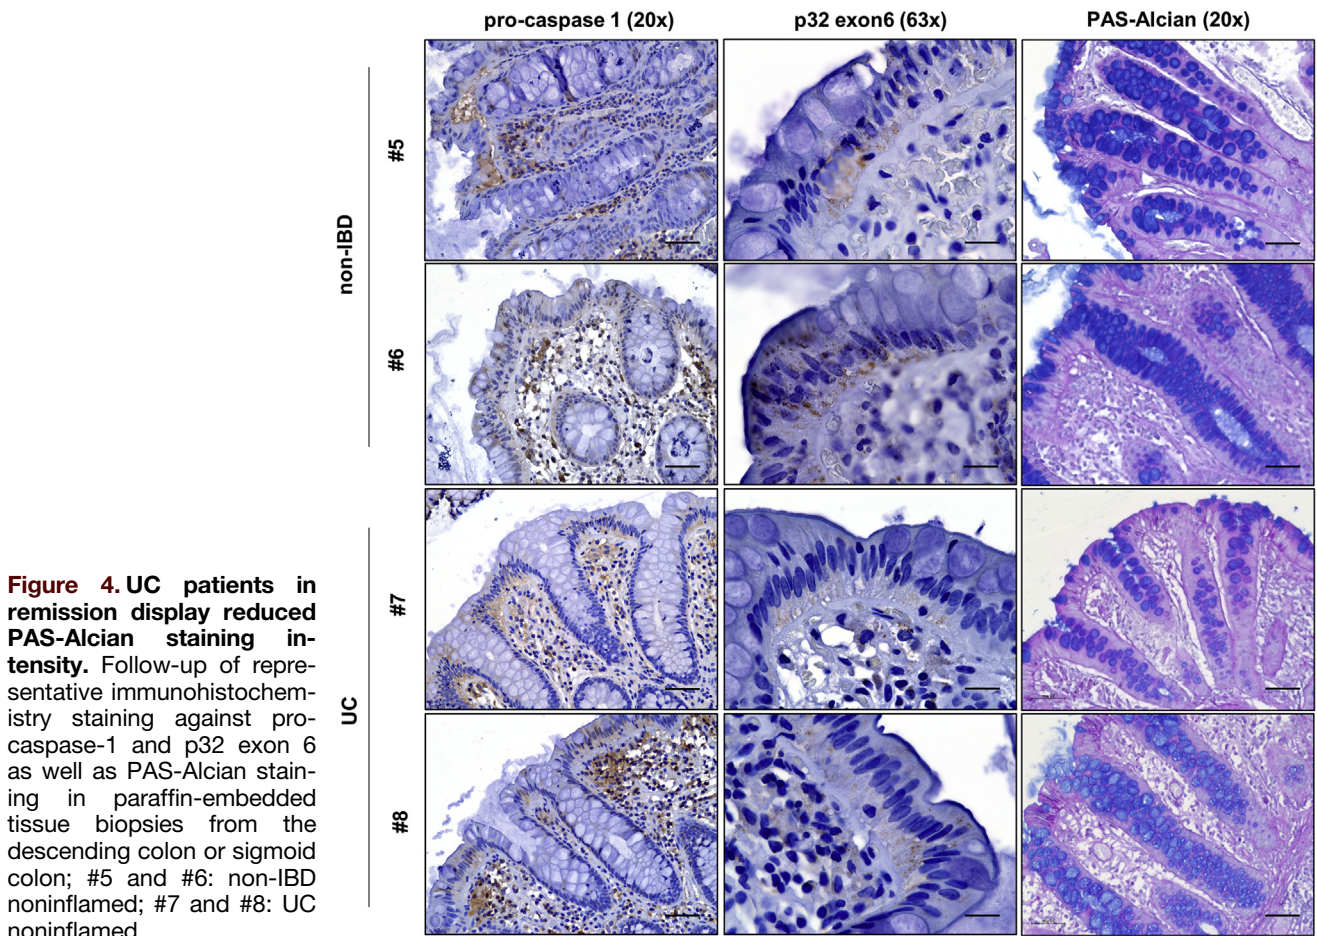 pro-caspase 1 (20x)
p32 exon6 (63x)
PAS-Alcian (20x)
non-IBD
#5
#6
UC
#7
#8
Figure 4. UC patients in
remission display reduced
PAS-Alcian staining in-
tensity. Follow-up of repre-
sentative immunohistochem-
istry staining against pro-
caspase-1 and p32 exon 6
as well as PAS-Alcian stain-
ing in paraffin-embedded
tissue biopsies from the
descending colon or sigmoid
colon; #5 and #6: non-IBD
noninflamed; #7 and #8: UC
noninflamed